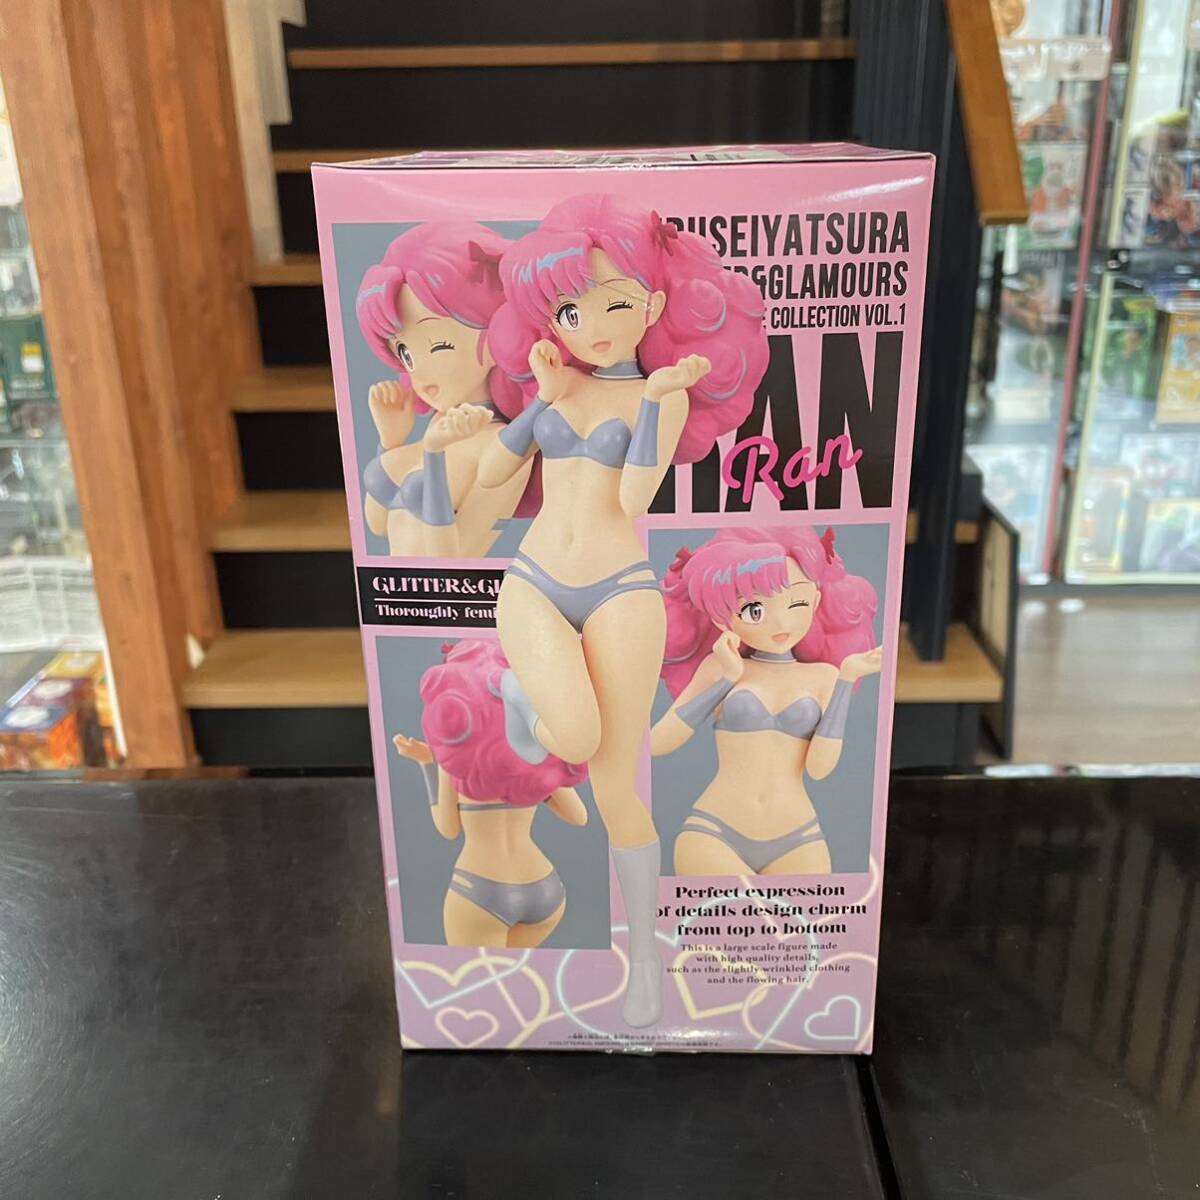 RUSEIYATSURA
R&GLAMOURS
E COLLECTION VOL.1
RAN
Ran
GLITTER&GL
Thoroughly femi
Perfect expression
of details design charm
from top to bottom
This is a large scale figure made
with high quality details,
such as the slightly wrinkled clothing
and the flowing hair.